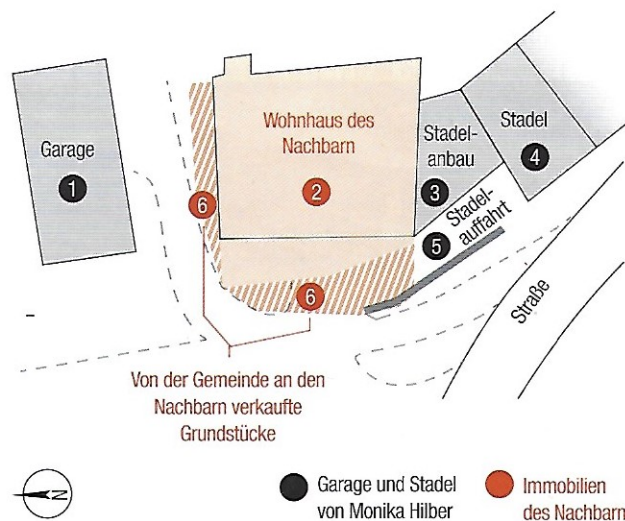 Garage
1
Wohnhaus des
Nachbarn
2
Stadel-
anbau
3
Stadel
4
Stadel-
auffahrt
5
6
6
Straße
Von der Gemeinde an den
Nachbarn verkaufte
Grundstücke
N
Garage und Stadel
von Monika Hilber
Immobilien
des Nachbarn